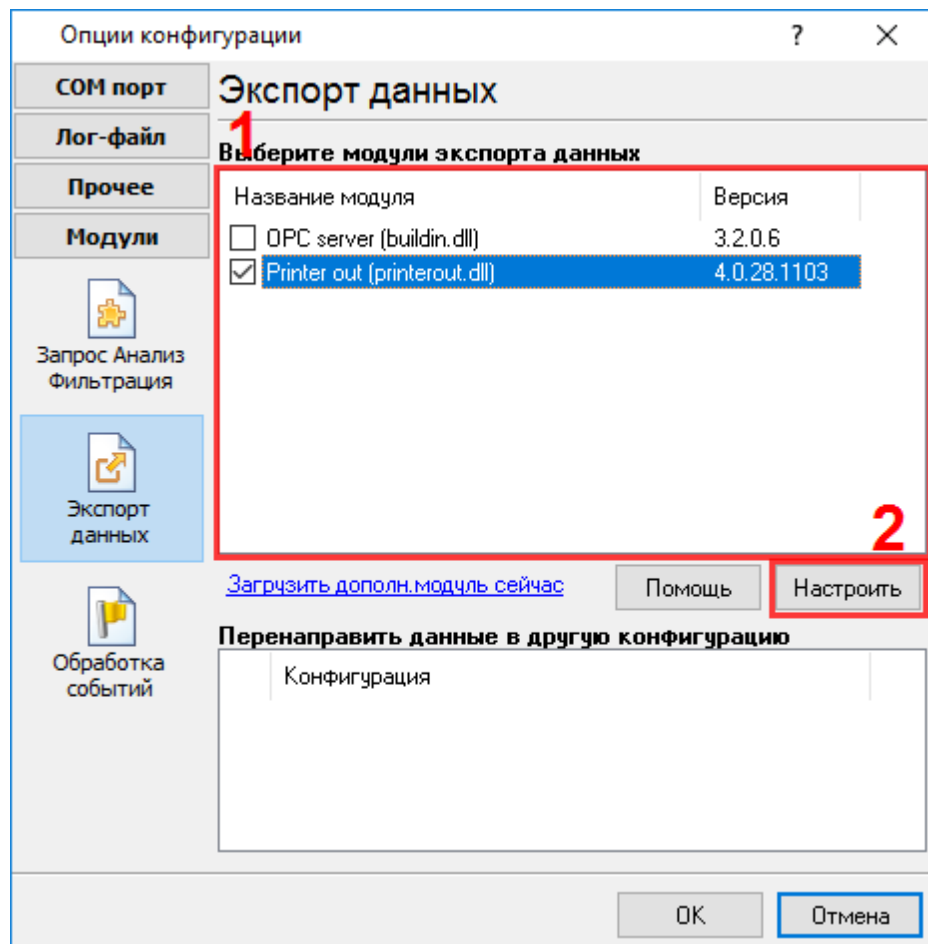 Опции конфигурации
?
COM порт
Лог-файл
Прочее
Модули
Запрос Анализ
Фильтрация
Экспорт
данных
Обработка
событий
Экспорт данных
1
Выберите модули экспорта данных
Название модуля Версия
OPC server (buildin.dll) 3.2.0.6
Printer out (printerout.dll) 4.0.28.1103
2
Загрузить дополн.модуль сейчас
Помощь
Настроить
Перенаправить данные в другую конфигурацию
Конфигурация
OK
Отмена